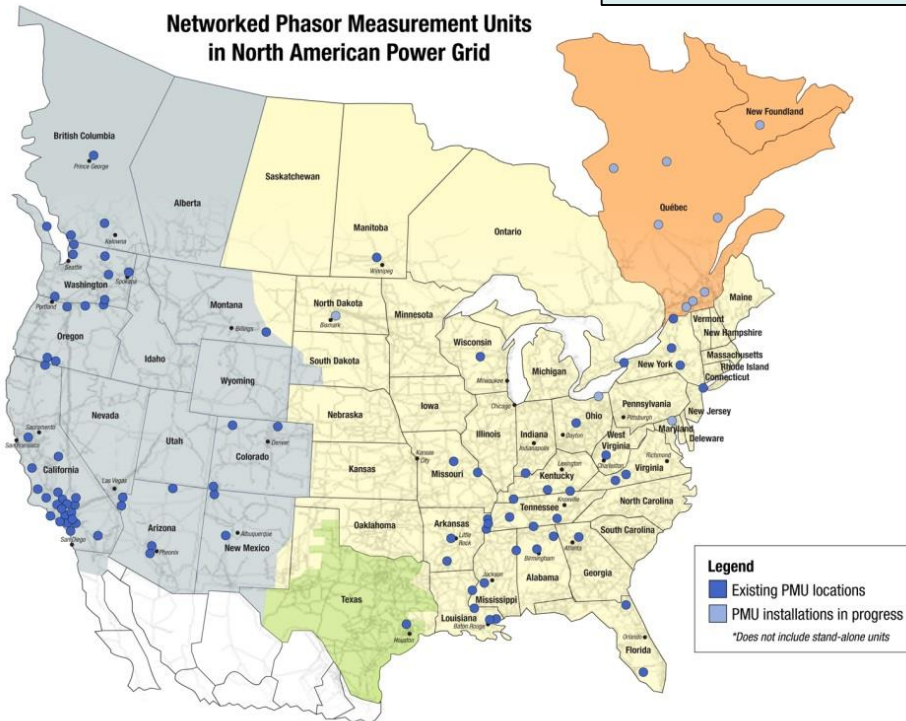 Networked Phasor Measurement Units
in North American Power Grid
British Columbia
Prince George
Alberta
Saskatchewan
Manitoba
Winnipeg
Ontario
Québec
New Foundland
Kelowna
Seattle
Spokane
Washington
Portland
Oregon
Idaho
Montana
Billings
Wyoming
North Dakota
Bismark
South Dakota
Minnesota
Wisconsin
Milwaukee
Michigan
Maine
Vermont
New Hampshire
Massachusetts
Rhode Island
Connecticut
New York
Nebraska
Iowa
Chicago
Illinois
Indiana
Indianapolis
Ohio
Dayton
Pennsylvania
Pittsburgh
New Jersey
Maryland
Deleware
West
Virginia
Charleston
Richmond
Virginia
Nevada
Utah
Colorado
Denver
Kansas
Kansas
City
Missouri
Lexington
Kentucky
Knoxville
Tennessee
North Carolina
South Carolina
Sacramento
San Francisco
California
Las Vegas
San Diego
Arizona
Pheonix
Albuquerque
New Mexico
Oaklahoma
Arkansas
Little
Rock
Birmingham
Alabama
Atlanta
Georgia
Jackson
Mississippi
Louisiana
Baton Rouge
Texas
Houston
Orlando
Florida
Legend
Existing PMU locations
PMU installations in progress
*Does not include stand-alone units